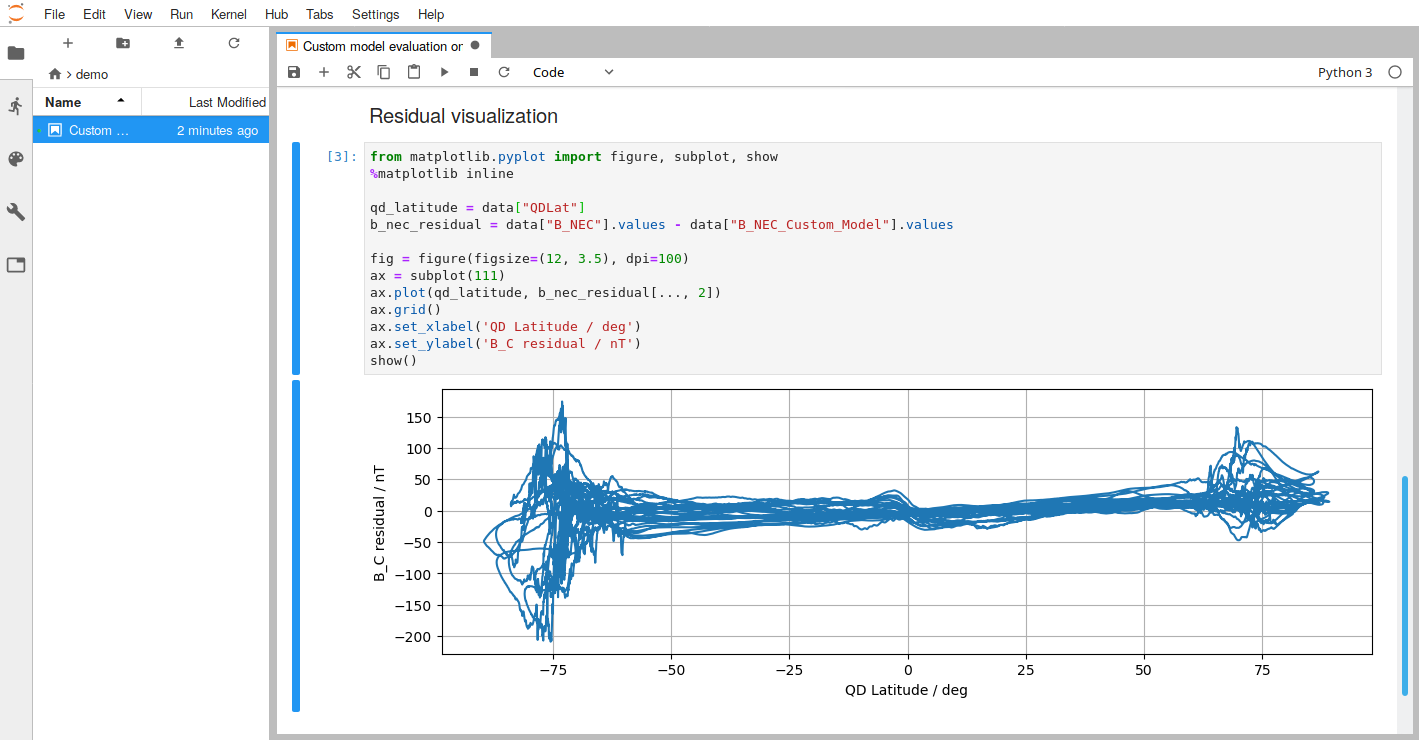 File Edit View Run Kernel Hub Tabs Settings Help
demo
Name Last Modified
Custom … 2 minutes ago
Custom model evaluation or
Code Python 3
Residual visualization
[3]: from matplotlib.pyplot import figure, subplot, show
%matplotlib inline
qd_latitude = data["QDLat"]
b_nec_residual = data["B_NEC"].values - data["B_NEC_Custom_Model"].values
fig = figure(figsize=(12, 3.5), dpi=100)
ax = subplot(111)
ax.plot(qd_latitude, b_nec_residual[..., 2])
ax.grid()
ax.set_xlabel('QD Latitude / deg')
ax.set_ylabel('B_C residual / nT')
show()
B_C residual / nT
150
100
50
0
−50
−100
−150
−200
−75 −50 −25 0 25 50 75
QD Latitude / deg